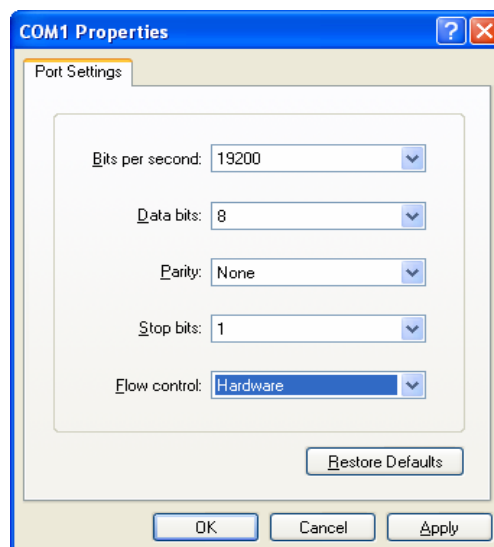 COM1 Properties
Port Settings
Bits per second: 19200
Data bits: 8
Parity: None
Stop bits: 1
Flow control: Hardware
Restore Defaults
OK Cancel Apply